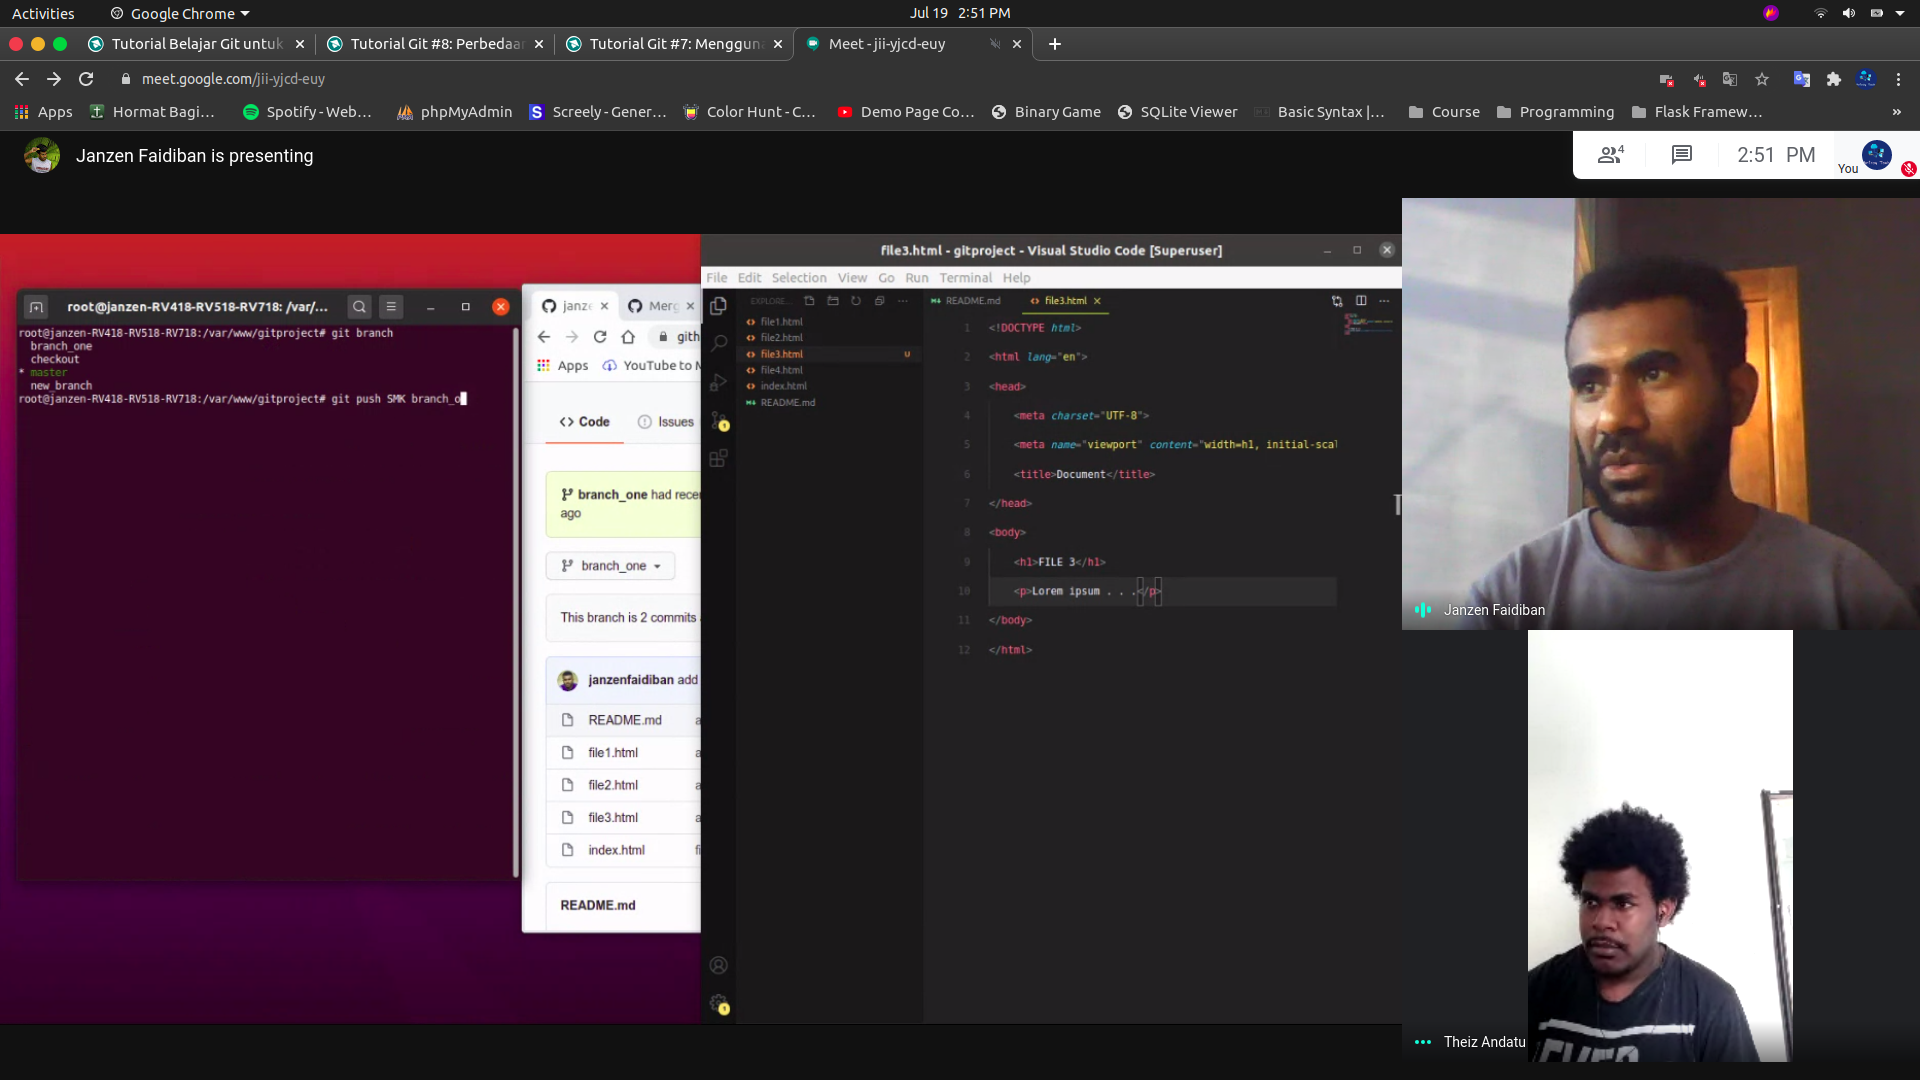 Activities
Google Chrome
Jul 19 2:51 PM
Tutorial Belajar Git untuk
Tutorial Git #8: Perbedaan
Tutorial Git #7: Mengguna
Meet - jii-yjcd-euy
meet.google.com/jii-yjcd-euy
Apps
Hormat Bagi…
Spotify - Web…
phpMyAdmin
Screely - Gener…
Color Hunt - C…
Demo Page Co…
Binary Game
SQLite Viewer
Basic Syntax |…
Course
Programming
Flask Framew…
»
Janzen Faidiban is presenting
4
2:51 PM
You
root@janzen-RV418-RV518-RV718: /var/...
root@janzen-RV418-RV518-RV718:/var/www/gitproject# git branch
branch_one
checkout
* master
new_branch
root@janzen-RV418-RV518-RV718:/var/www/gitproject# git push SMK branch_o
janze
Merg
gith
Apps
YouTube to M
<> Code
Issues
branch_one had rece
ago
branch_one
This branch is 2 commits
janzenfaidiban add
README.md
file1.html
file2.html
file3.html
index.html
README.md
file3.html - gitproject - Visual Studio Code [Superuser]
File Edit Selection View Go Run Terminal Help
EXPLORE...
README.md
file3.html
file1.html
file2.html
file3.html U
file4.html
index.html
README.md
1 <!DOCTYPE html>
2 <html lang="en">
3 <head>
4 <meta charset="UTF-8">
5 <meta name="viewport" content="width=h1, initial-scal
6 <title>Document</title>
7 </head>
8 <body>
9 <h1>FILE 3</h1>
10 <p>Lorem ipsum . . .</p>
11 </body>
12 </html>
1
1
Janzen Faidiban
Theiz Andatu